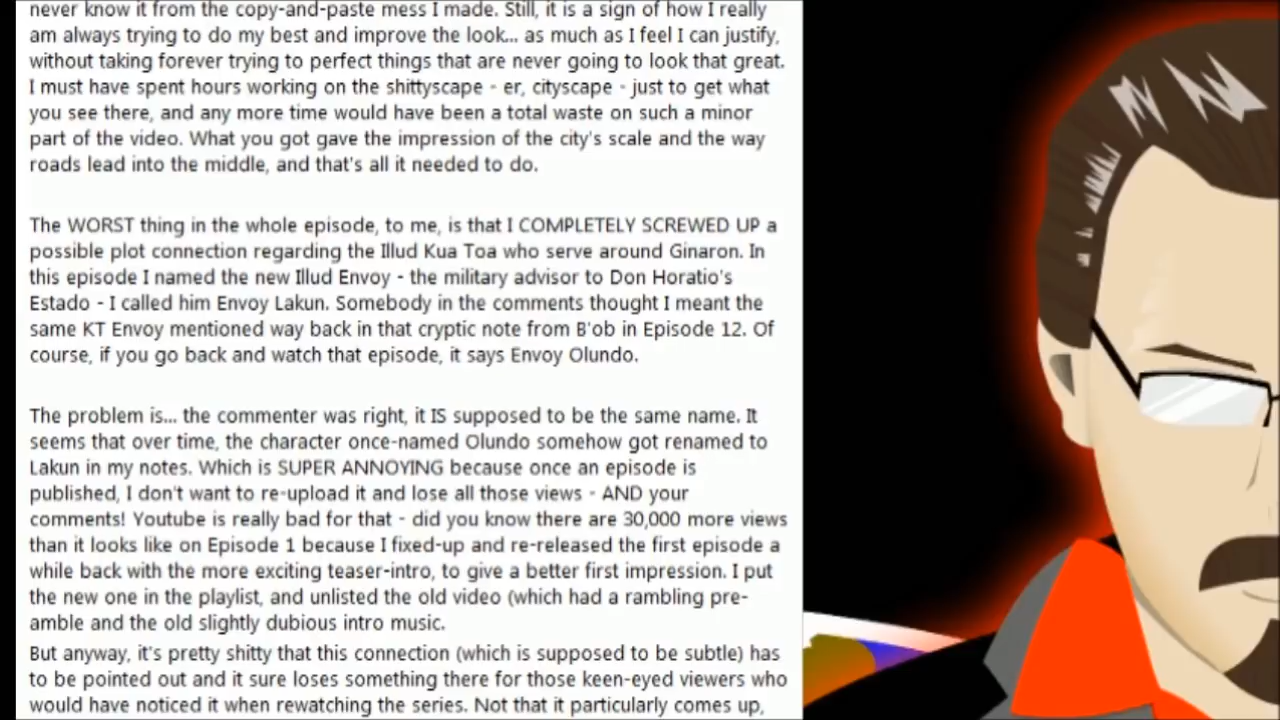 never know it from the copy-and-paste mess I made. Still, it is a sign of how I really
am always trying to do my best and improve the look... as much as I feel I can justify,
without taking forever trying to perfect things that are never going to look that great.
I must have spent hours working on the shittyscape - er, cityscape - just to get what
you see there, and any more time would have been a total waste on such a minor
part of the video. What you got gave the impression of the city's scale and the way
roads lead into the middle, and that's all it needed to do.
The WORST thing in the whole episode, to me, is that I COMPLETELY SCREWED UP a
possible plot connection regarding the Illud Kua Toa who serve around Ginaron. In
this episode I named the new Illud Envoy - the military advisor to Don Horatio's
Estado - I called him Envoy Lakun. Somebody in the comments thought I meant the
same KT Envoy mentioned way back in that cryptic note from B'ob in Episode 12. Of
course, if you go back and watch that episode, it says Envoy Olundo.
The problem is... the commenter was right, it IS supposed to be the same name. It
seems that over time, the character once-named Olundo somehow got renamed to
Lakun in my notes. Which is SUPER ANNOYING because once an episode is
published, I don't want to re-upload it and lose all those views - AND your
comments! Youtube is really bad for that - did you know there are 30,000 more views
than it looks like on Episode 1 because I fixed-up and re-released the first episode a
while back with the more exciting teaser-intro, to give a better first impression. I put
the new one in the playlist, and unlisted the old video (which had a rambling pre-
amble and the old slightly dubious intro music.
But anyway, it's pretty shitty that this connection (which is supposed to be subtle) has
to be pointed out and it sure loses something there for those keen-eyed viewers who
would have noticed it when rewatching the series. Not that it particularly comes up,